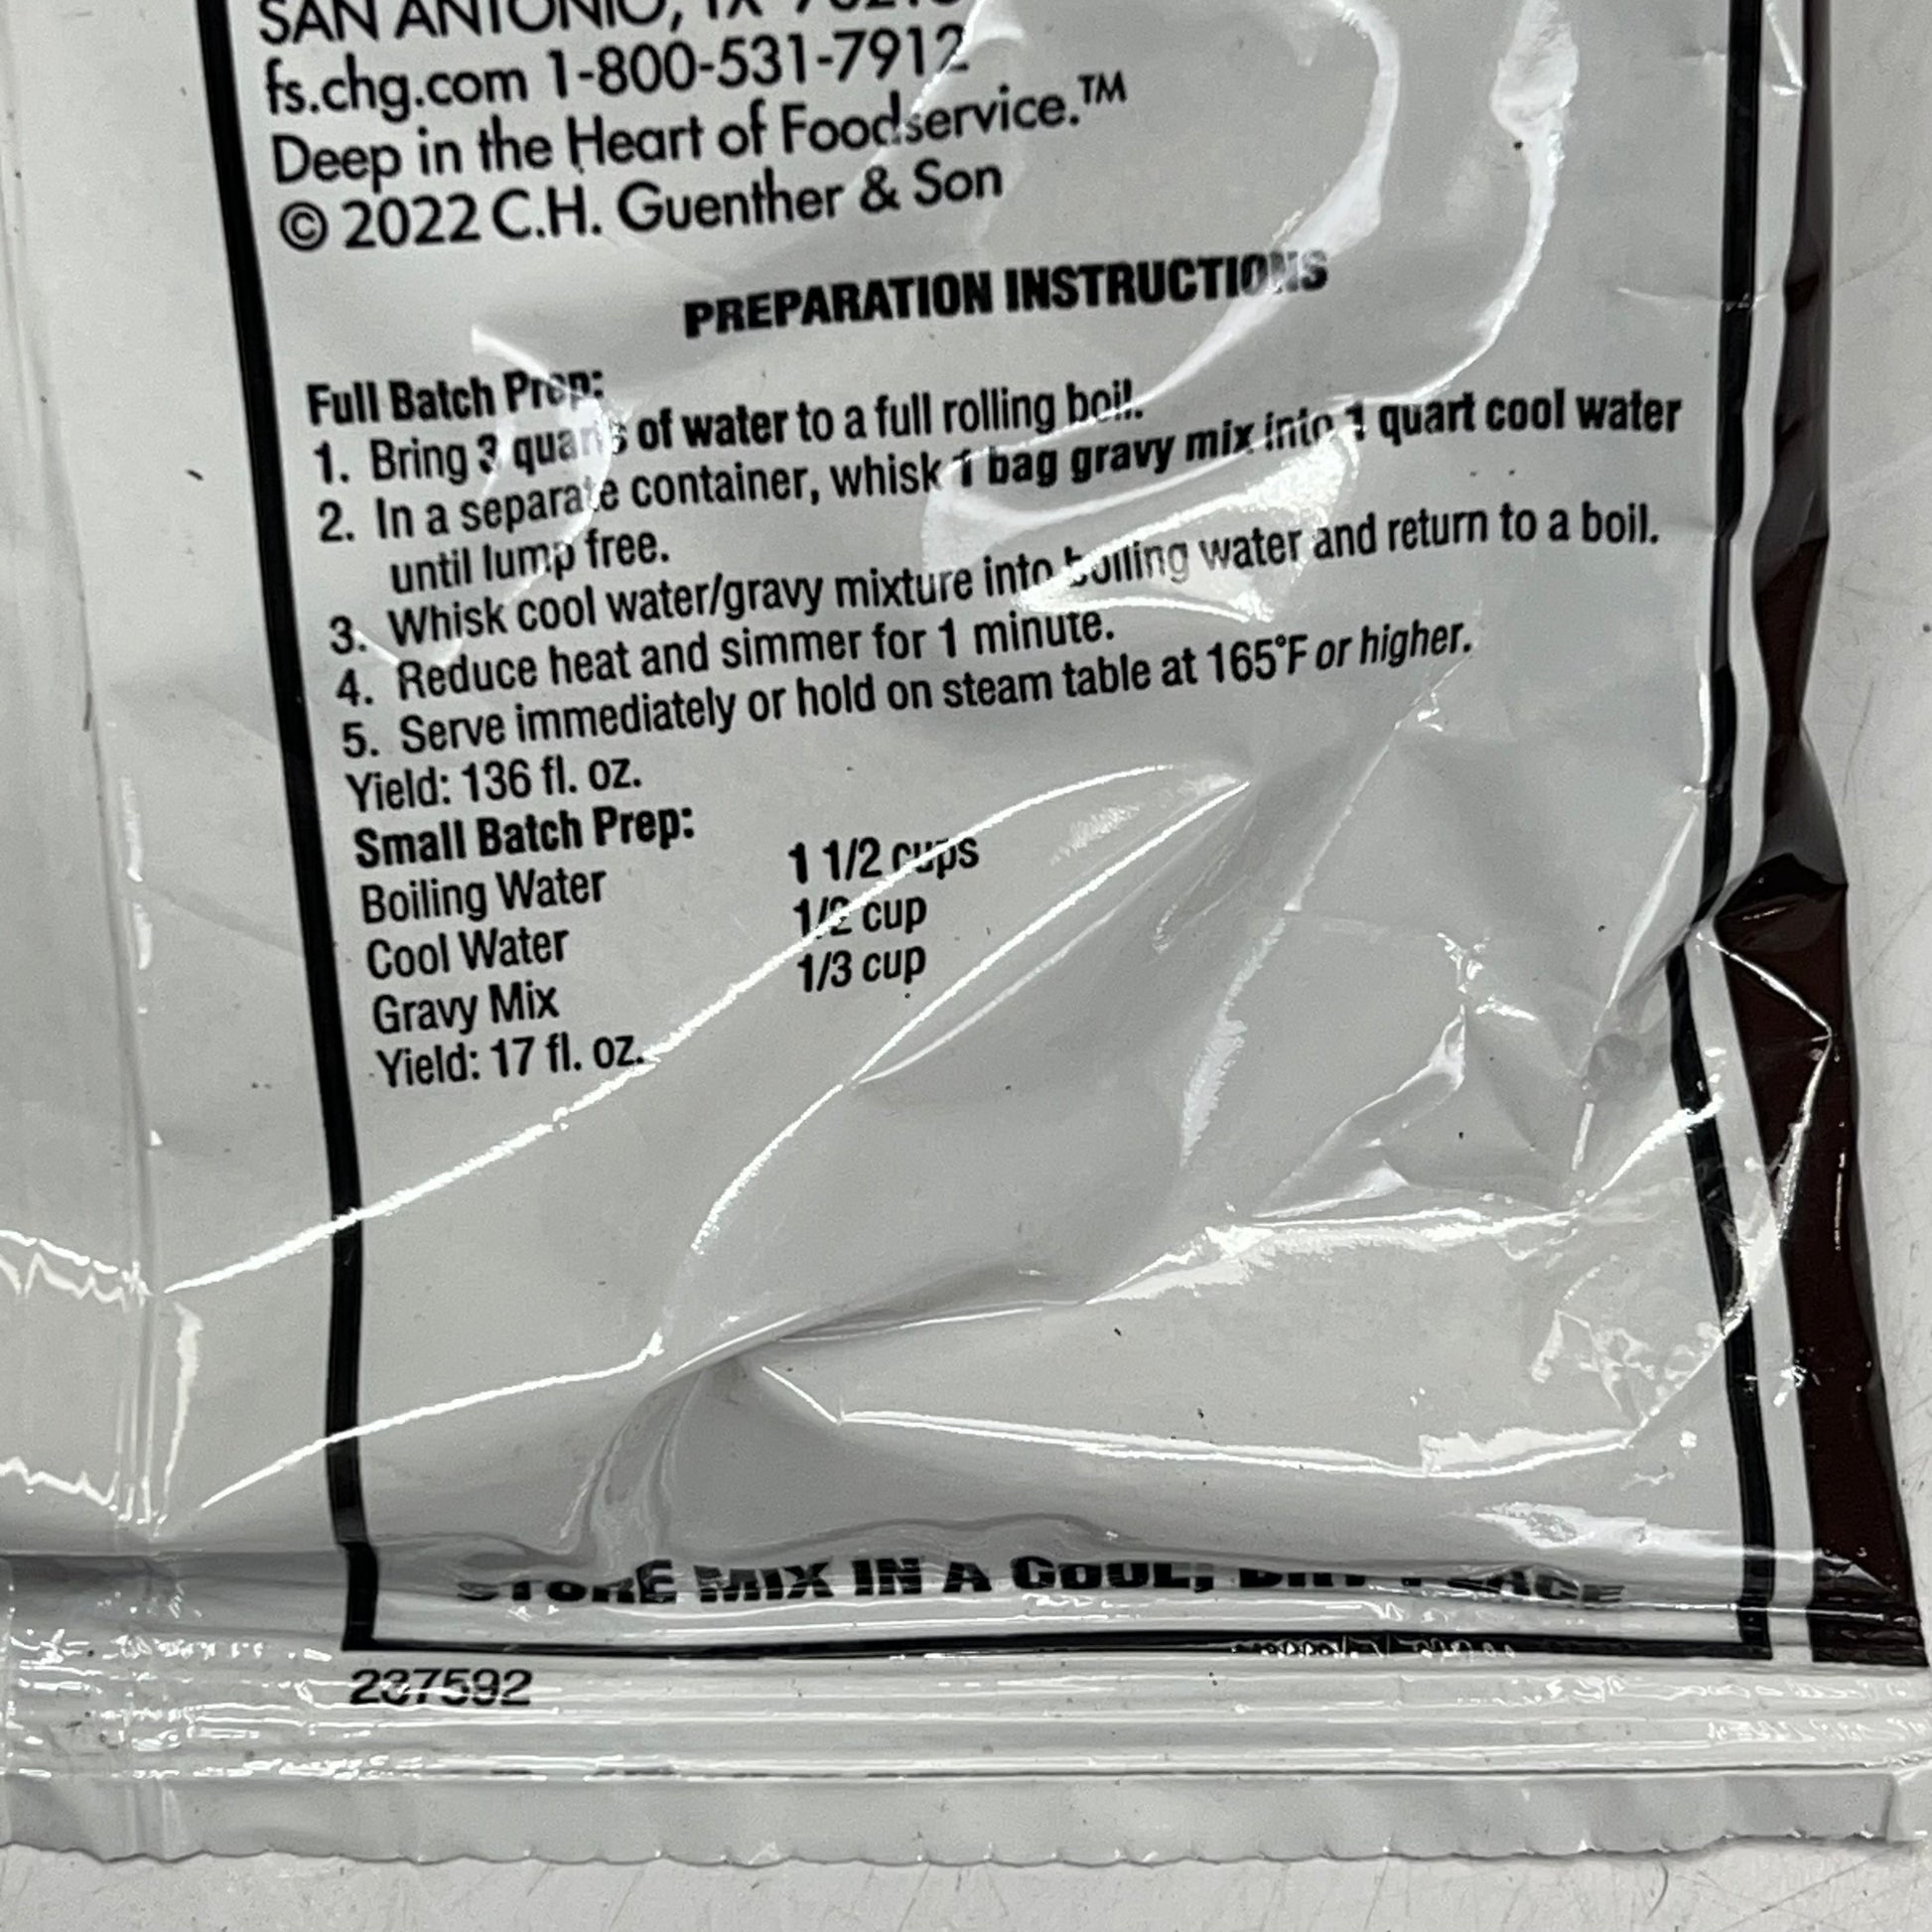 SAN ANTONIO, TX
fs.chg.com 1-800-531-7912
Deep in the Heart of Foodservice.™
© 2022 C.H. Guenther & Son
PREPARATION INSTRUCTIONS
Full Batch Prep:
1. Bring 3 quarts of water to a full rolling boil.
2. In a separate container, whisk 1 bag gravy mix into 1 quart cool water
until lump free.
3. Whisk cool water/gravy mixture into boiling water and return to a boil.
4. Reduce heat and simmer for 1 minute.
5. Serve immediately or hold on steam table at 165°F or higher.
Yield: 136 fl. oz.
Small Batch Prep:
Boiling Water 1 1/2 cups
Cool Water 1/2 cup
Gravy Mix 1/3 cup
Yield: 17 fl. oz.
STORE MIX IN A COOL, DRY PLACE
237592